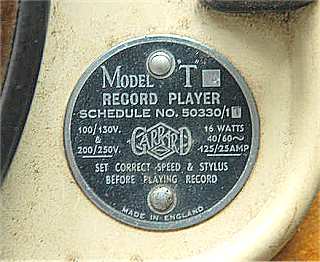 MODEL "T"
RECORD PLAYER
SCHEDULE NO. 50330/1
100/130V. & 200/250V.
GARRARD
16 WATTS
40/60~
.125/.25AMP
SET CORRECT SPEED & STYLUS
BEFORE PLAYING RECORD
MADE IN ENGLAND